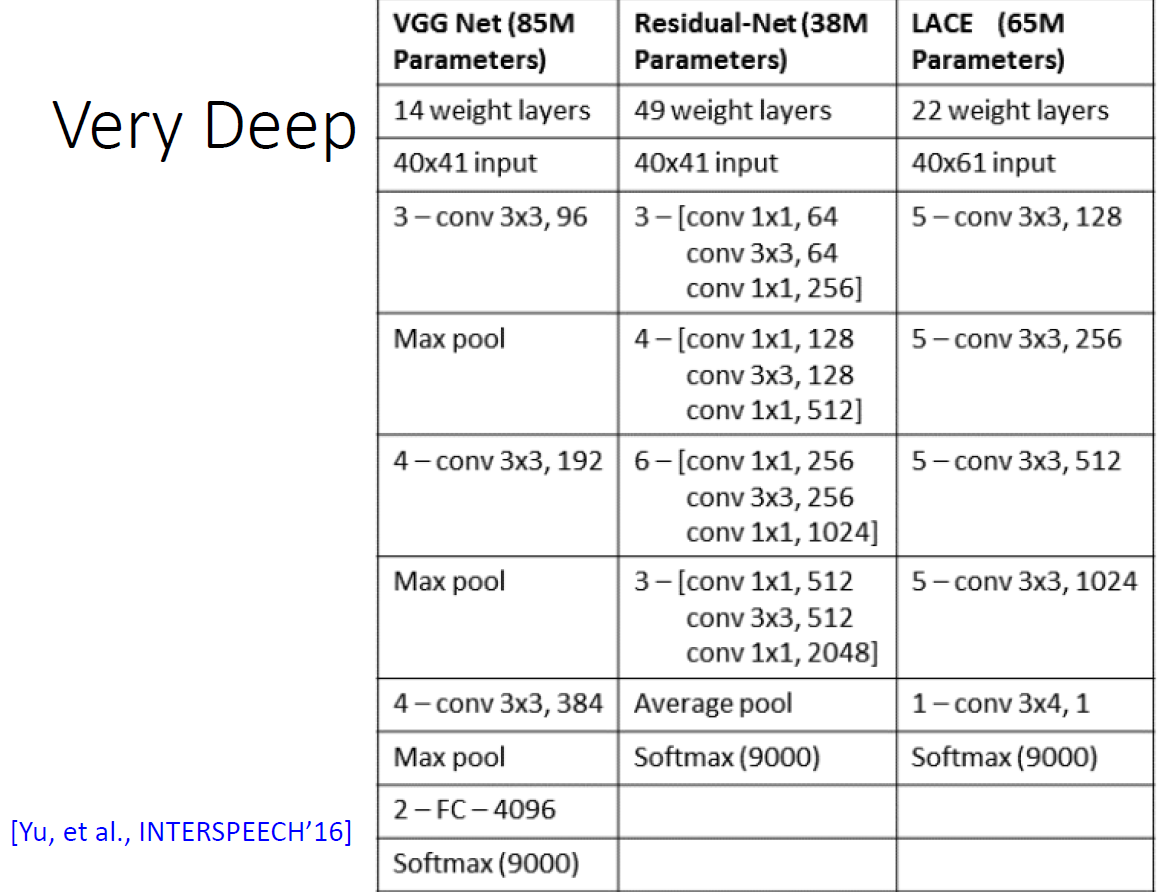 Very Deep
VGG Net (85M
Parameters)
Residual-Net (38M
Parameters)
LACE (65M
Parameters)
14 weight layers
49 weight layers
22 weight layers
40x41 input
40x41 input
40x61 input
3 – conv 3x3, 96
3 – [conv 1x1, 64
conv 3x3, 64
conv 1x1, 256]
5 – conv 3x3, 128
Max pool
4 – [conv 1x1, 128
conv 3x3, 128
conv 1x1, 512]
5 – conv 3x3, 256
4 – conv 3x3, 192
6 – [conv 1x1, 256
conv 3x3, 256
conv 1x1, 1024]
5 – conv 3x3, 512
Max pool
3 – [conv 1x1, 512
conv 3x3, 512
conv 1x1, 2048]
5 – conv 3x3, 1024
4 – conv 3x3, 384
Average pool
1 – conv 3x4, 1
Max pool
Softmax (9000)
Softmax (9000)
2 – FC – 4096
Softmax (9000)
[Yu, et al., INTERSPEECH’16]